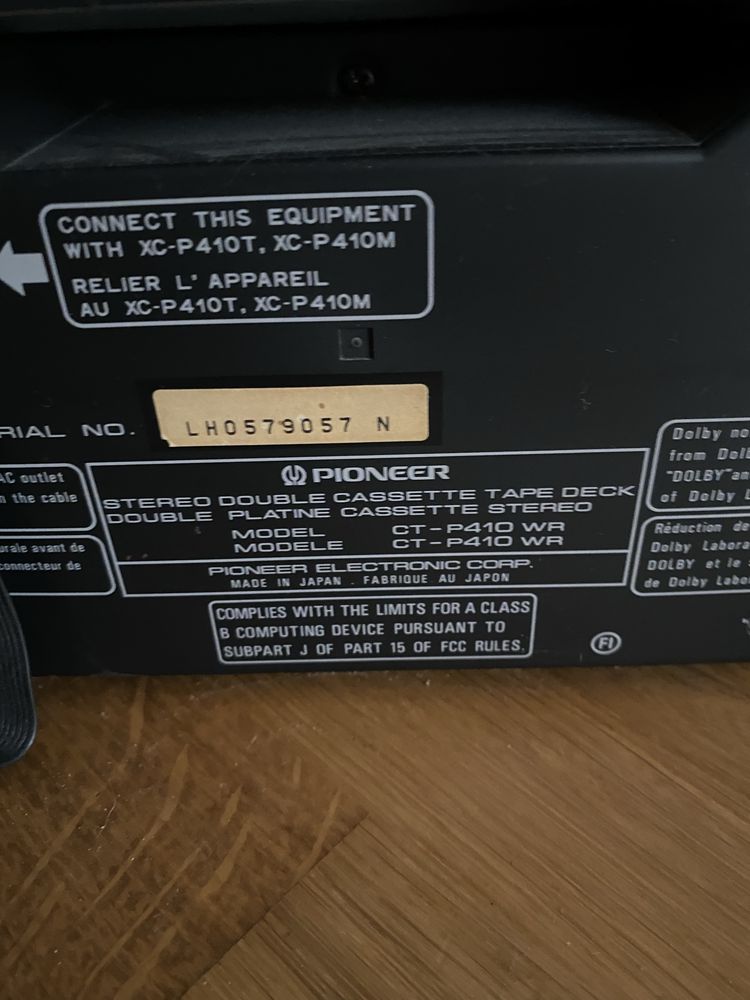 CONNECT THIS EQUIPMENT
WITH XC-P410T, XC-P410M
RELIER L' APPAREIL
AU XC-P410T, XC-P410M
RIAL NO.
LH0579057 N
AC outlet
n the cable
urale avant de
connecteur de
PIONEER
STEREO DOUBLE CASSETTE TAPE DECK
DOUBLE PLATINE CASSETTE STEREO
MODEL CT-P410 WR
MODELE CT-P410 WR
PIONEER ELECTRONIC CORP.
MADE IN JAPAN . FABRIQUE AU JAPON
Dolby no
from Dol
"DOLBY" an
of Dolby L
Réduction de
Dolby Labora
DOLBY et le
de Dolby Labo
COMPLIES WITH THE LIMITS FOR A CLASS
B COMPUTING DEVICE PURSUANT TO
SUBPART J OF PART 15 OF FCC RULES.
FI